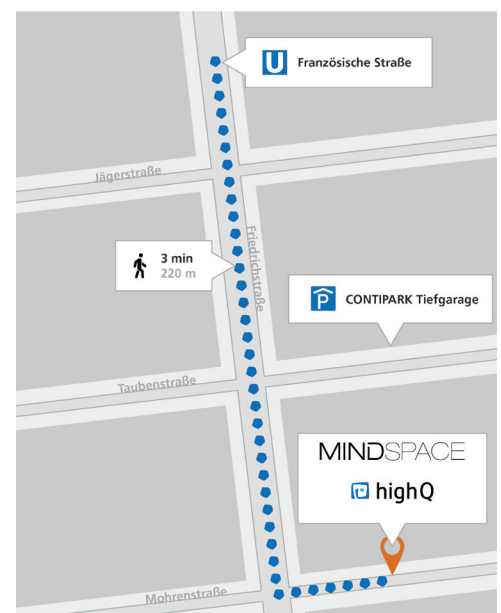 U Französische Straße
Jägerstraße
Friedrichstraße
3 min
220 m
P CONTIPARK Tiefgarage
Taubenstraße
MINDSPACE
highQ
Mohrenstraße